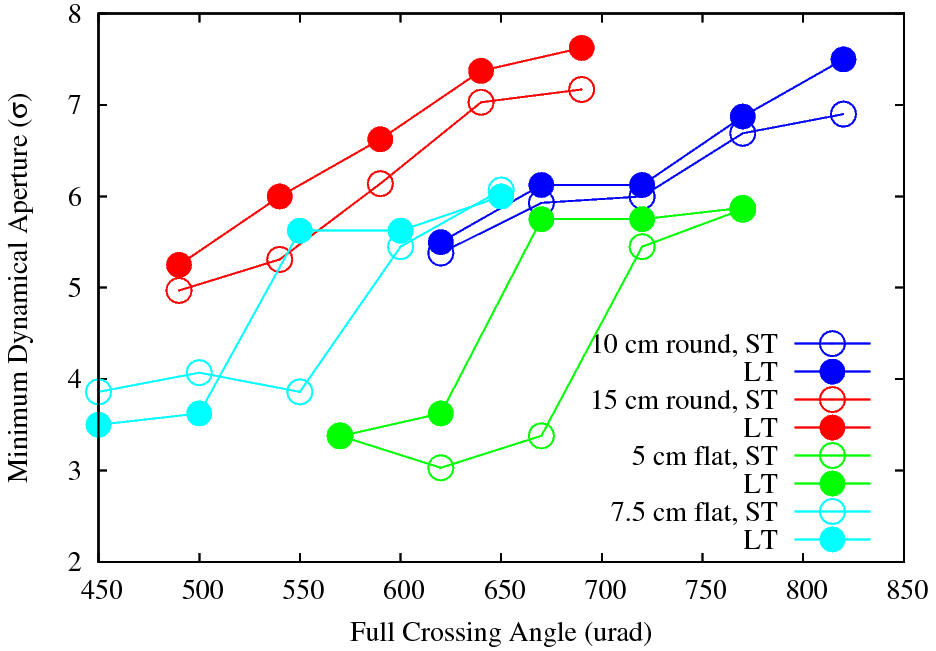 8
7
6
5
4
3
2
Minimum Dynamical Aperture (σ)
10 cm round, ST
LT
15 cm round, ST
LT
5 cm flat, ST
LT
7.5 cm flat, ST
LT
450 500 550 600 650 700 750 800 850
Full Crossing Angle (urad)